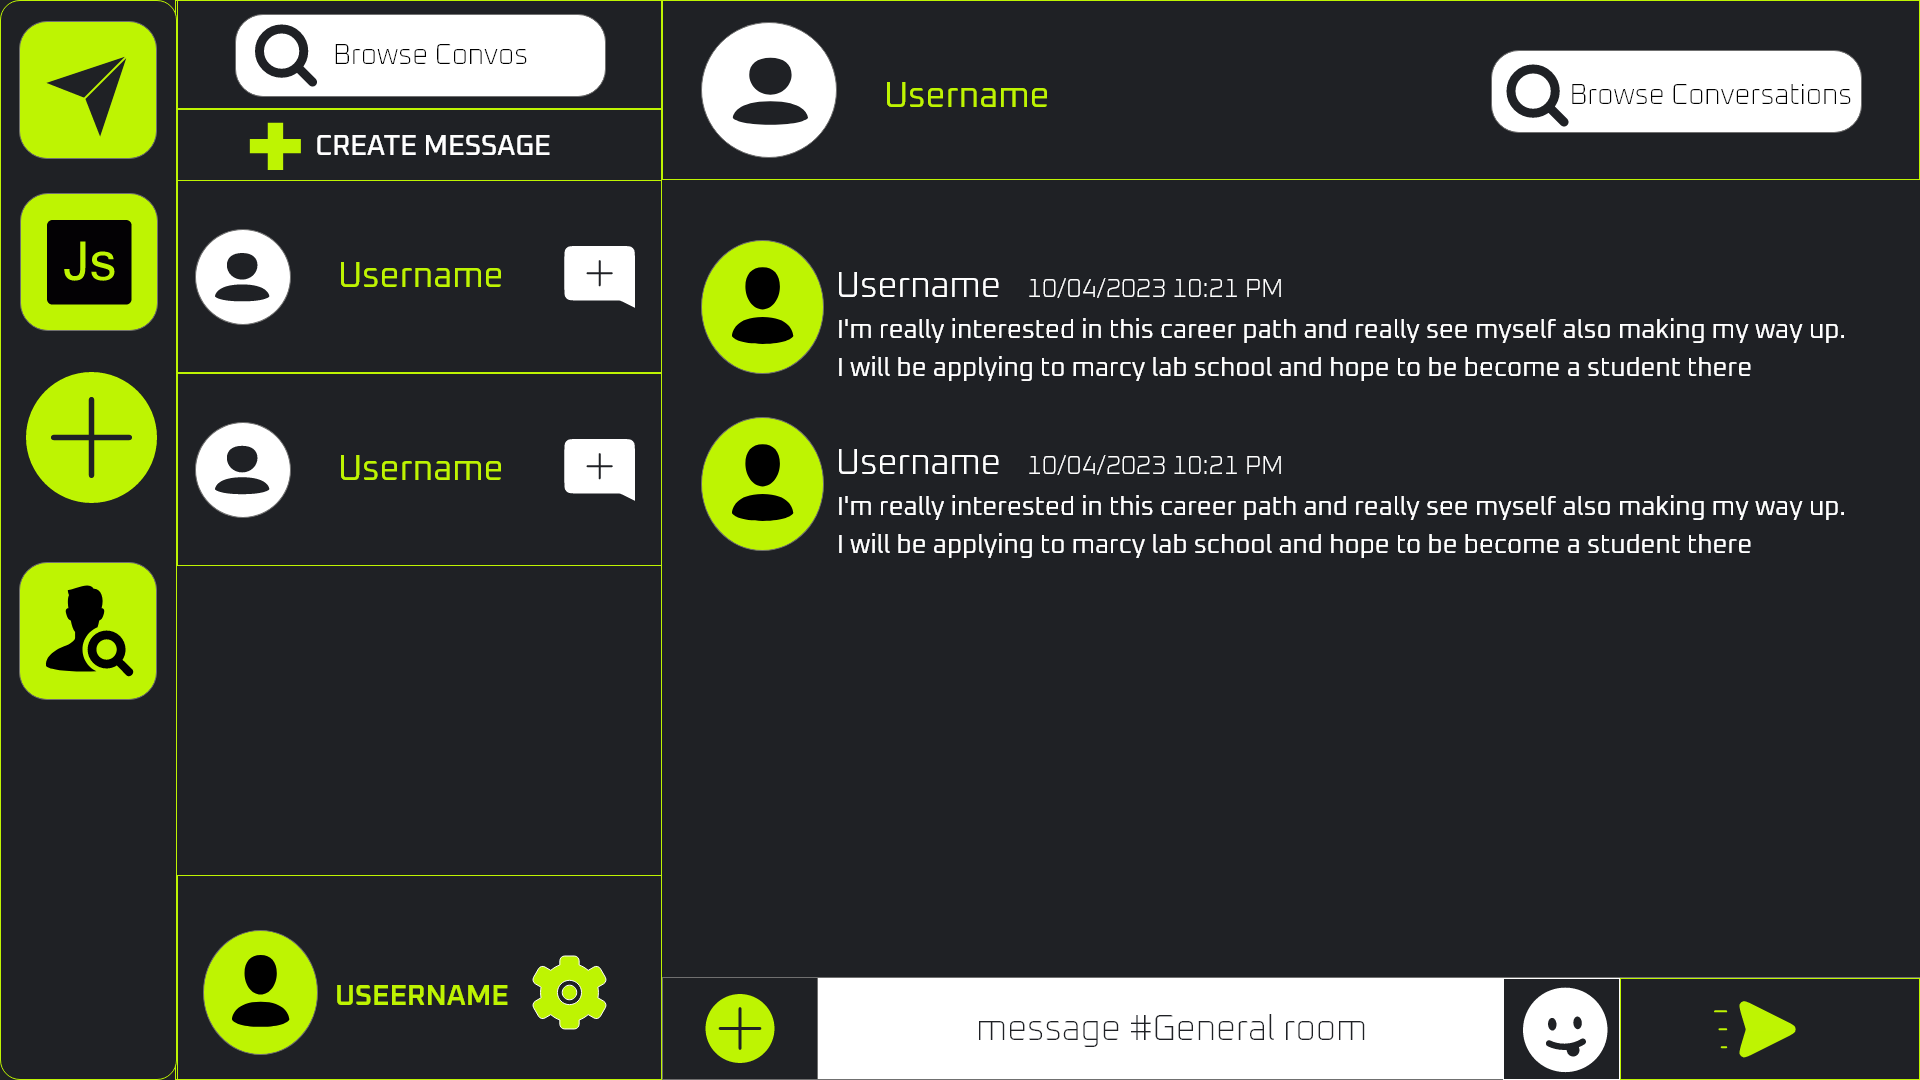 Browse Convos
CREATE MESSAGE
Js
Username
Username
USEERNAME
Username
Browse Conversations
Username 10/04/2023 10:21 PM
I'm really interested in this career path and really see myself also making my way up.
I will be applying to marcy lab school and hope to be become a student there
Username 10/04/2023 10:21 PM
I'm really interested in this career path and really see myself also making my way up.
I will be applying to marcy lab school and hope to be become a student there
message #General room